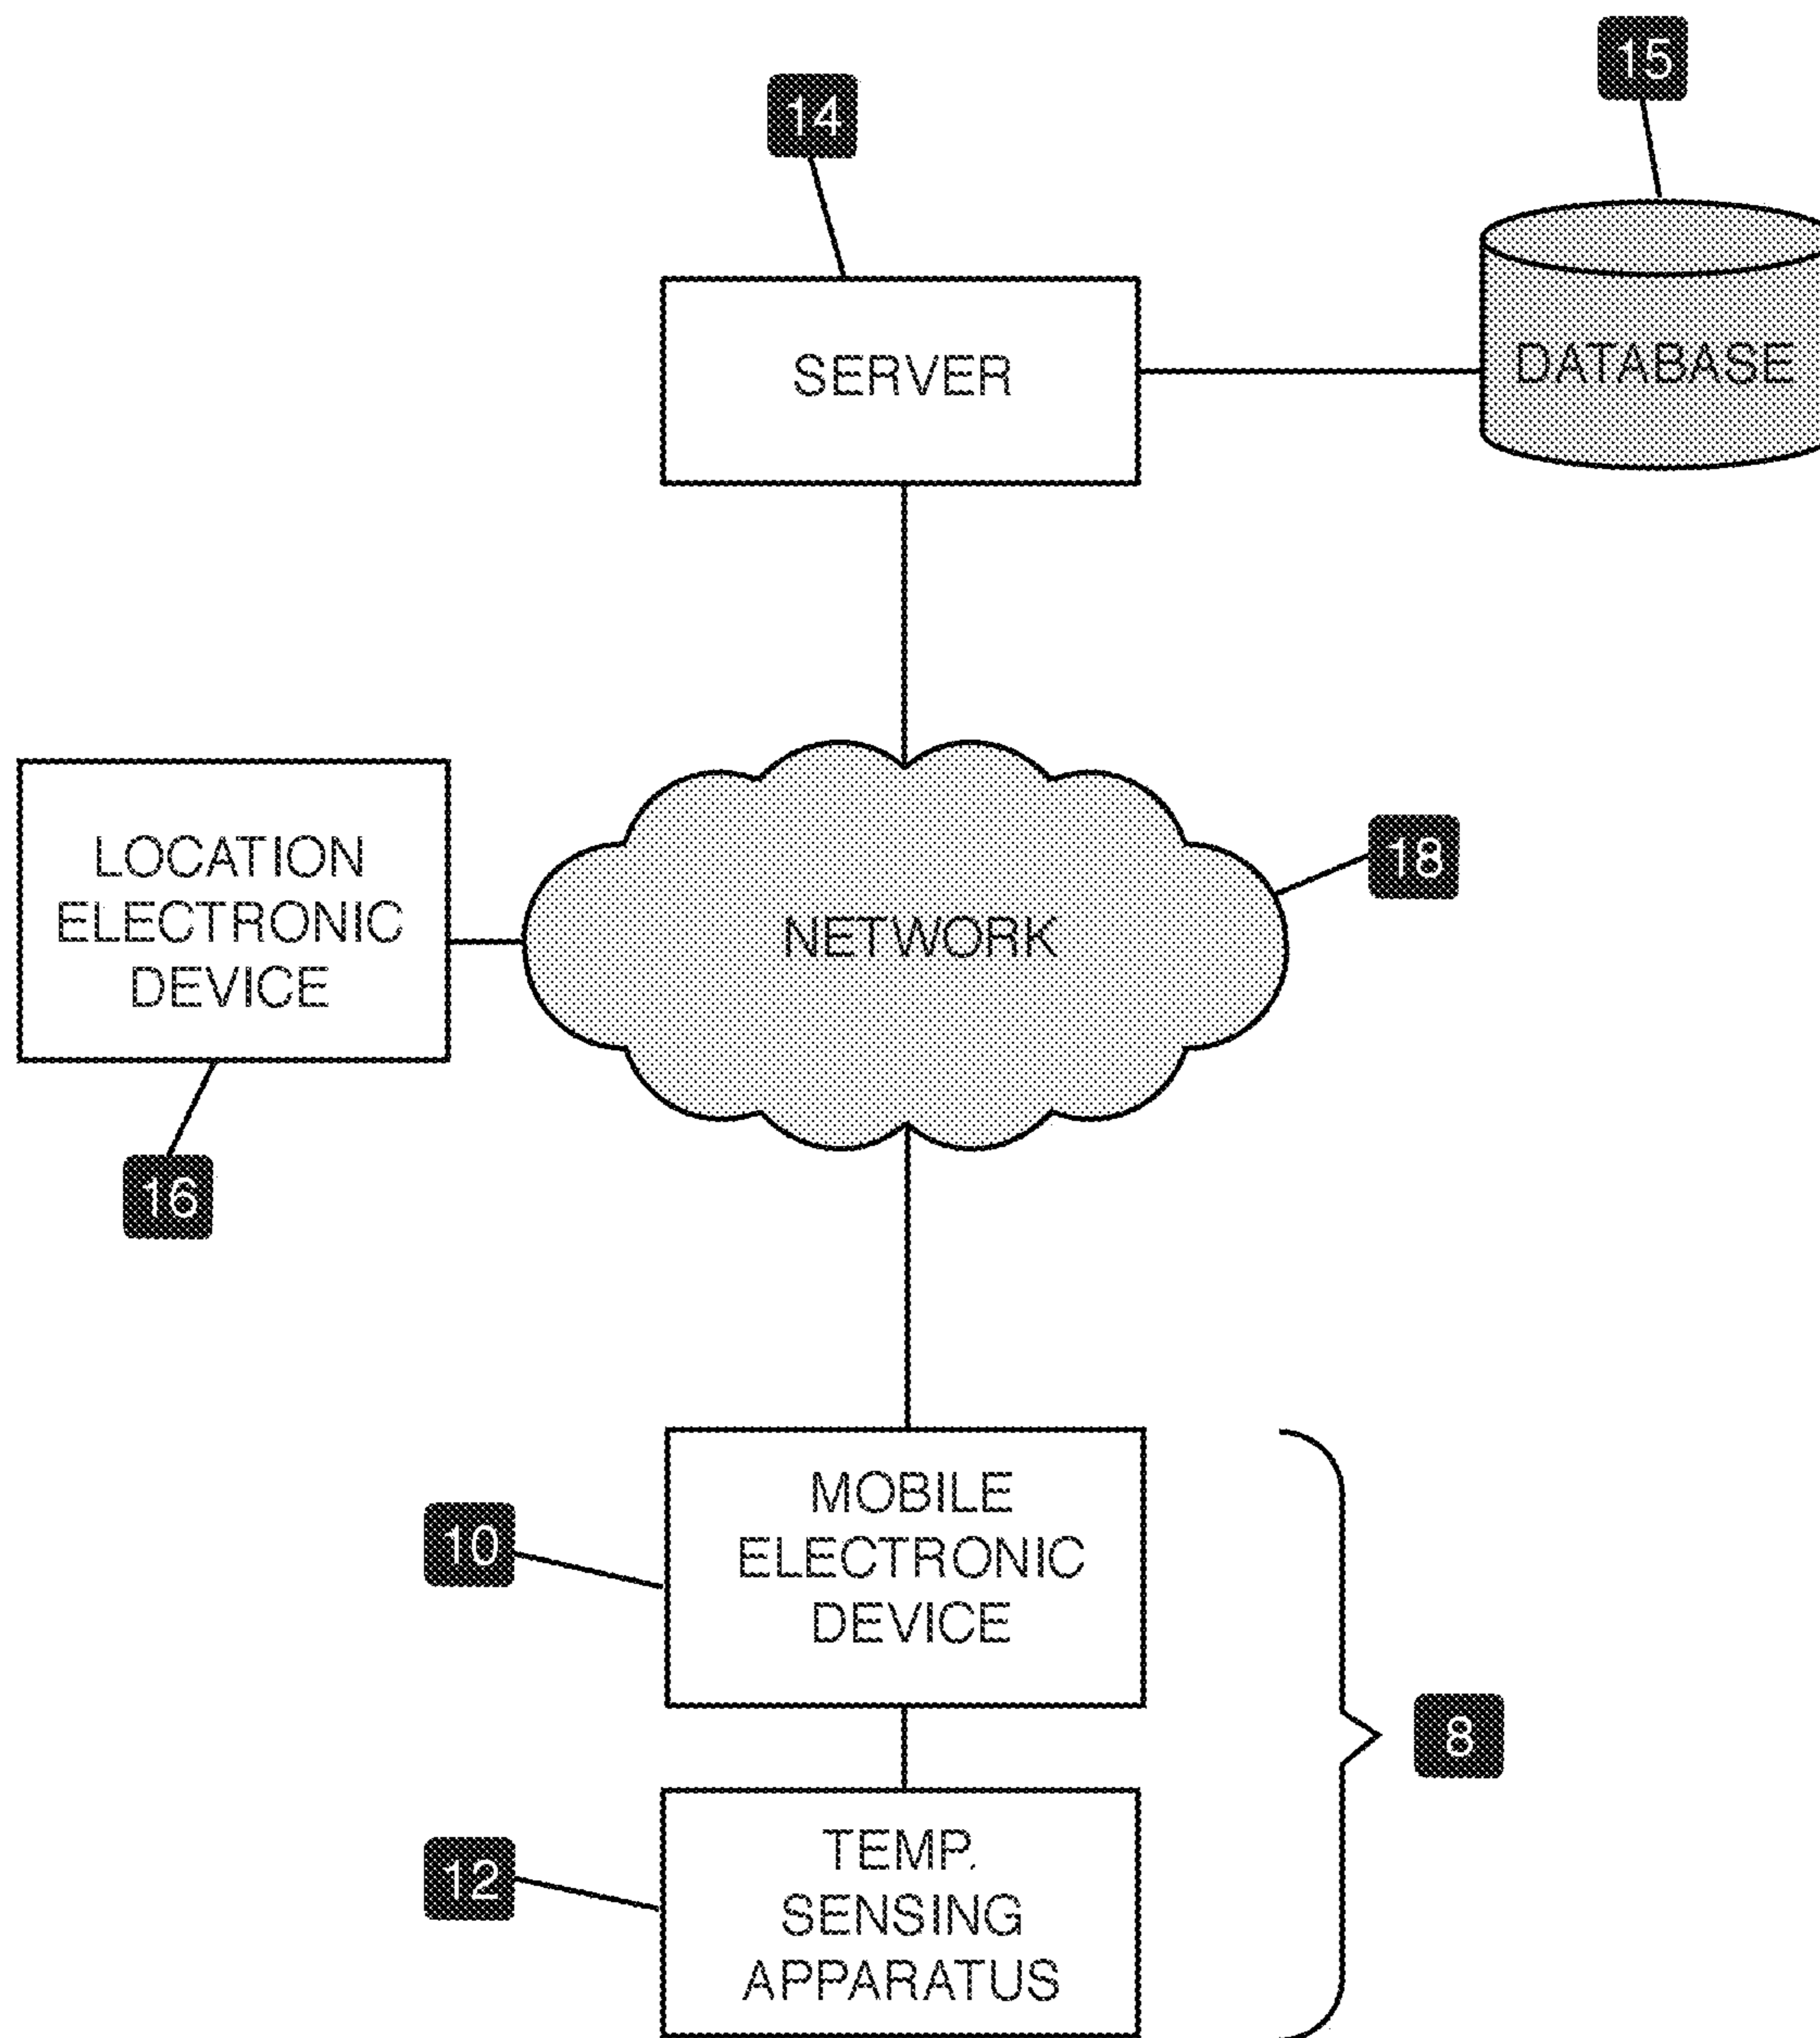 15
14
SERVER
DATABASE
LOCATION
ELECTRONIC
DEVICE
NETWORK
18
16
MOBILE
ELECTRONIC
DEVICE
10
8
TEMP.
SENSING
APPARATUS
12